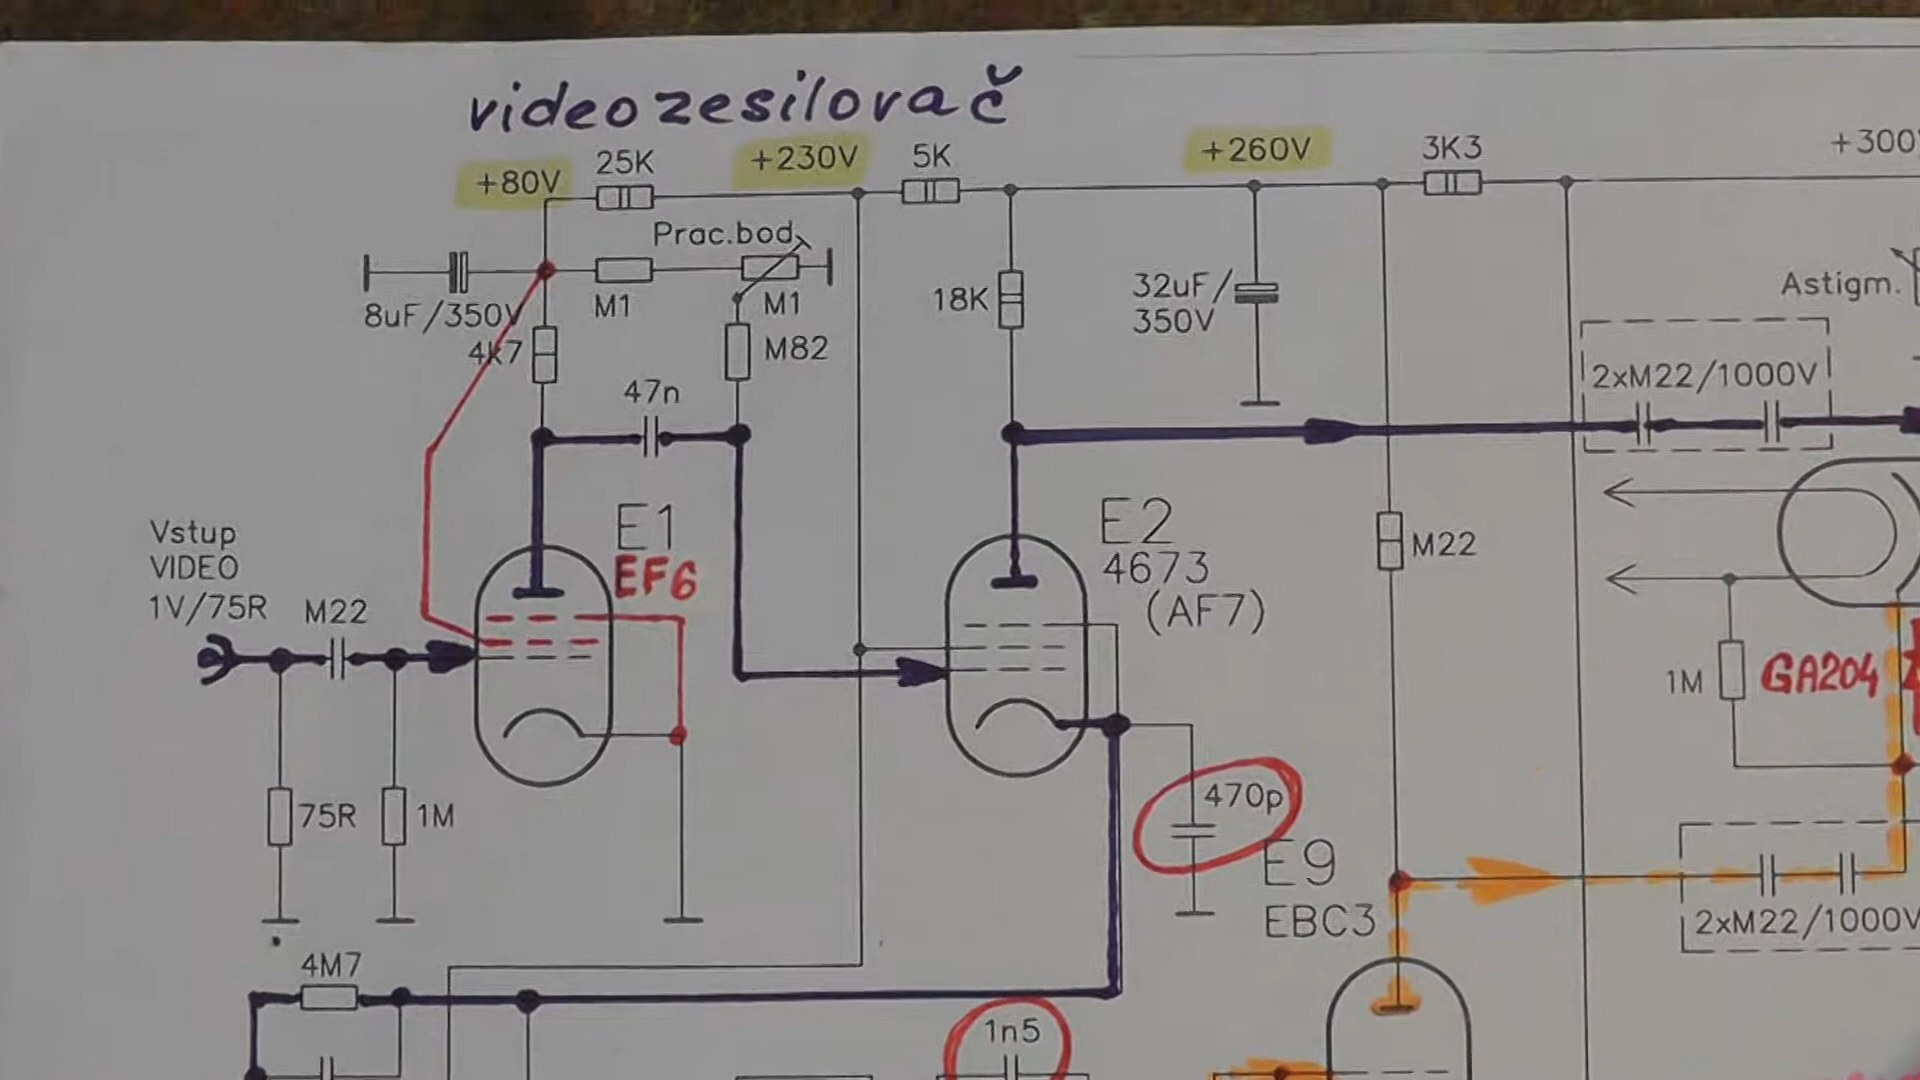 videozesilovač
+80V
25K
+230V
5K
+260V
3K3
+300V
Prac.bod
8uF/350V
M1
M1
4k7
M82
18K
32uF/
350V
Astigm.
47n
2xM22/1000V
Vstup
VIDEO
1V/75R
M22
E1
EF6
E2
4673
(AF7)
M22
1M
GA204
75R
1M
470p
E9
EBC3
2xM22/1000V
4M7
1n5